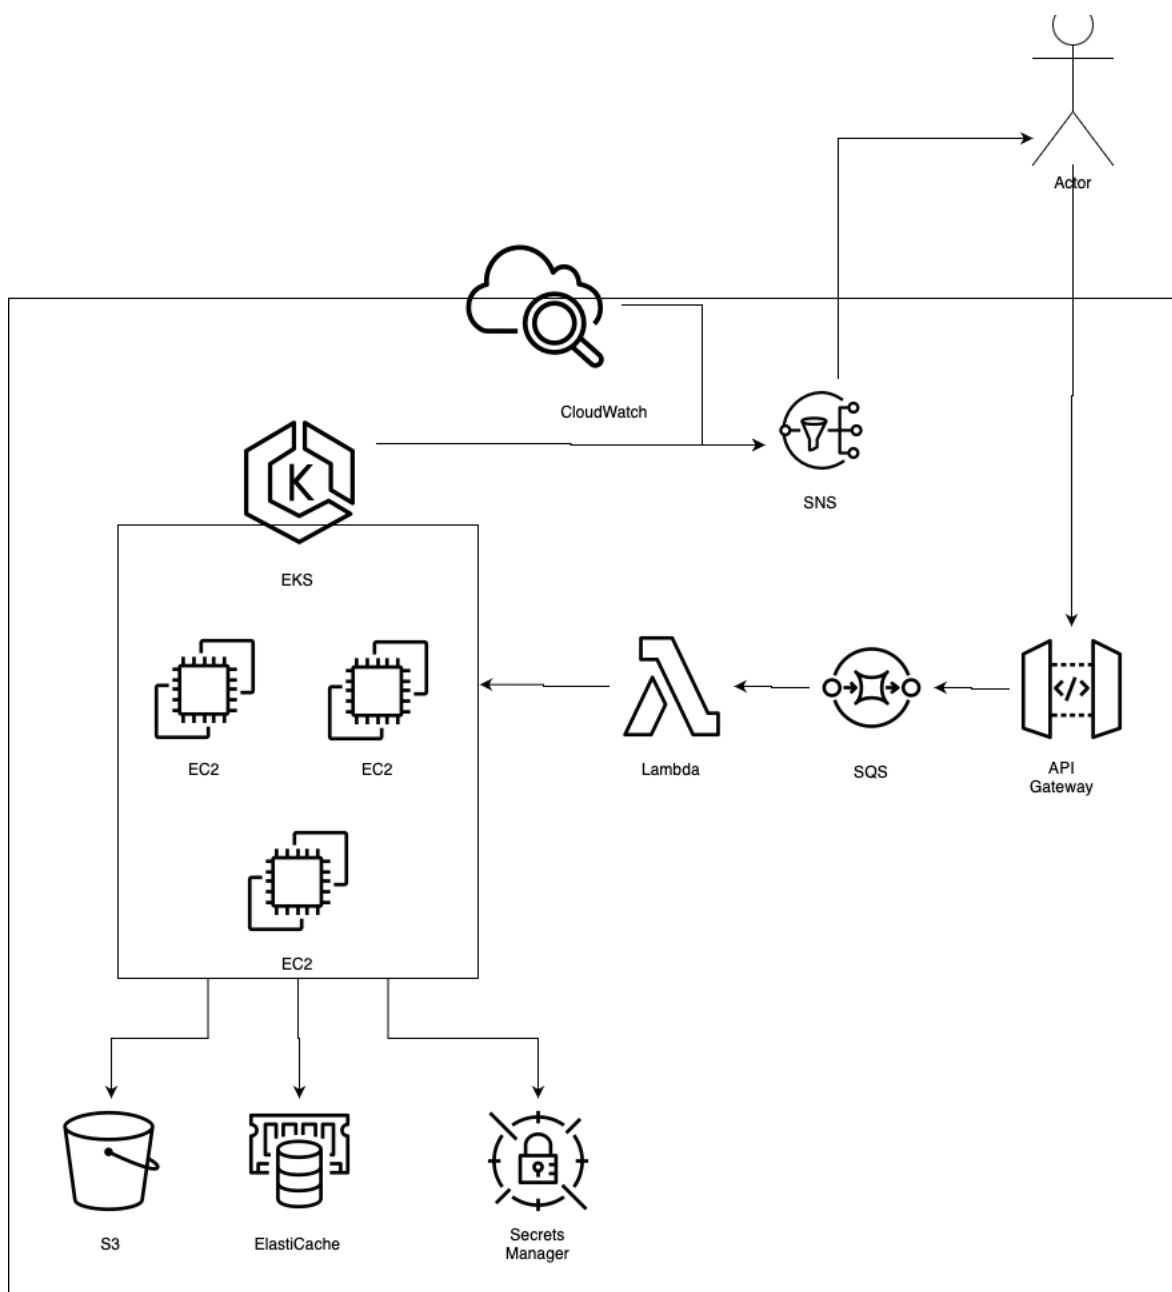 Actor
CloudWatch
K
SNS
EKS
EC2
EC2
Lambda
SQS
API
Gateway
</>
EC2
S3
ElastiCache
Secrets
Manager